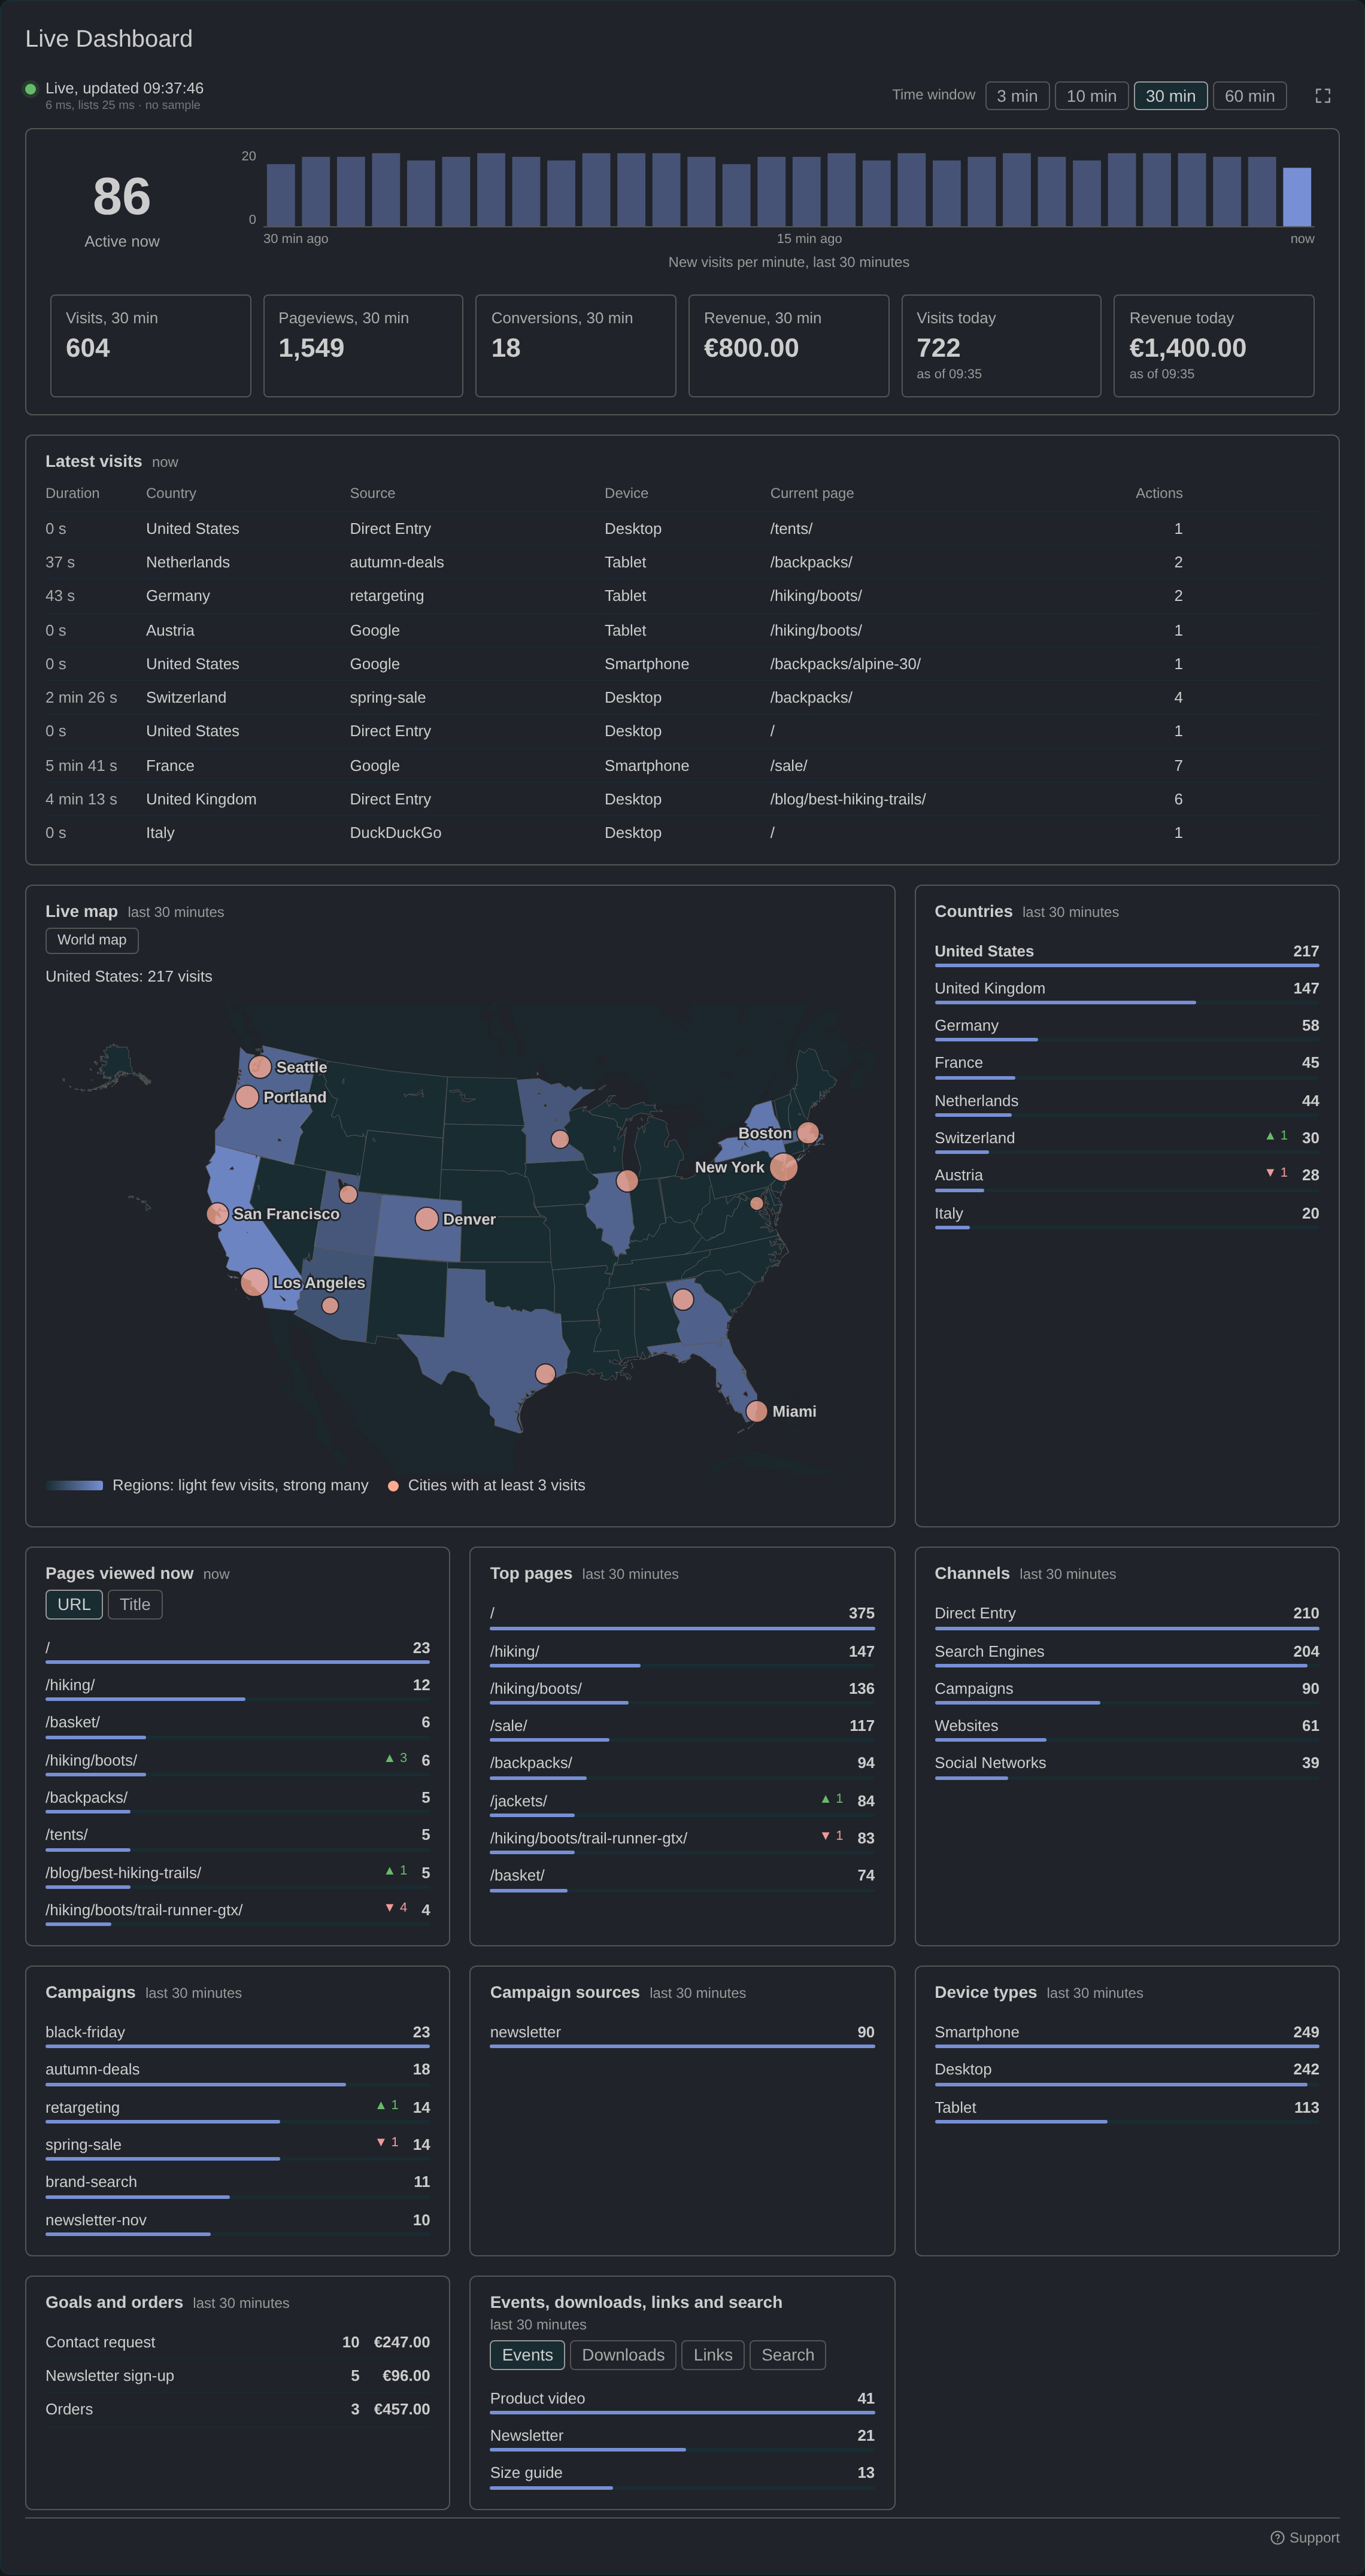 Live Dashboard
Live, updated 09:37:46
6 ms, lists 25 ms · no sample
Time window 3 min 10 min 30 min 60 min
86
Active now
20
0
30 min ago 15 min ago now
New visits per minute, last 30 minutes
Visits, 30 min
604
Pageviews, 30 min
1,549
Conversions, 30 min
18
Revenue, 30 min
€800.00
Visits today
722
as of 09:35
Revenue today
€1,400.00
as of 09:35
Latest visits now
Duration Country Source Device Current page Actions
0 s United States Direct Entry Desktop /tents/ 1
37 s Netherlands autumn-deals Tablet /backpacks/ 2
43 s Germany retargeting Tablet /hiking/boots/ 2
0 s Austria Google Tablet /hiking/boots/ 1
0 s United States Google Smartphone /backpacks/alpine-30/ 1
2 min 26 s Switzerland spring-sale Desktop /backpacks/ 4
0 s United States Direct Entry Desktop / 1
5 min 41 s France Google Smartphone /sale/ 7
4 min 13 s United Kingdom Direct Entry Desktop /blog/best-hiking-trails/ 6
0 s Italy DuckDuckGo Desktop / 1
Live map last 30 minutes
World map
United States: 217 visits
Seattle
Portland
Boston
New York
San Francisco
Denver
Los Angeles
Miami
Regions: light few visits, strong many
Cities with at least 3 visits
Countries last 30 minutes
United States 217
United Kingdom 147
Germany 58
France 45
Netherlands 44
Switzerland ▲ 1 30
Austria ▼ 1 28
Italy 20
Pages viewed now now
URL Title
/ 23
/hiking/ 12
/basket/ 6
/hiking/boots/ ▲ 3 6
/backpacks/ 5
/tents/ 5
/blog/best-hiking-trails/ ▲ 1 5
/hiking/boots/trail-runner-gtx/ ▼ 4 4
Top pages last 30 minutes
/ 375
/hiking/ 147
/hiking/boots/ 136
/sale/ 117
/backpacks/ 94
/jackets/ ▲ 1 84
/hiking/boots/trail-runner-gtx/ ▼ 1 83
/basket/ 74
Channels last 30 minutes
Direct Entry 210
Search Engines 204
Campaigns 90
Websites 61
Social Networks 39
Campaigns last 30 minutes
black-friday 23
autumn-deals 18
retargeting ▲ 1 14
spring-sale ▼ 1 14
brand-search 11
newsletter-nov 10
Campaign sources last 30 minutes
newsletter 90
Device types last 30 minutes
Smartphone 249
Desktop 242
Tablet 113
Goals and orders last 30 minutes
Contact request 10 €247.00
Newsletter sign-up 5 €96.00
Orders 3 €457.00
Events, downloads, links and search
last 30 minutes
Events Downloads Links Search
Product video 41
Newsletter 21
Size guide 13
Support